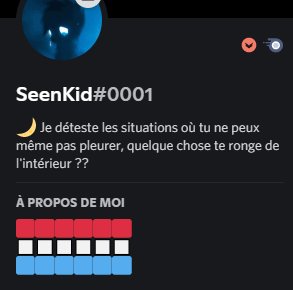 SeenKid#0001
🌙 Je déteste les situations où tu ne peux
même pas pleurer, quelque chose te ronge de
l'intérieur ??
À PROPOS DE MOI